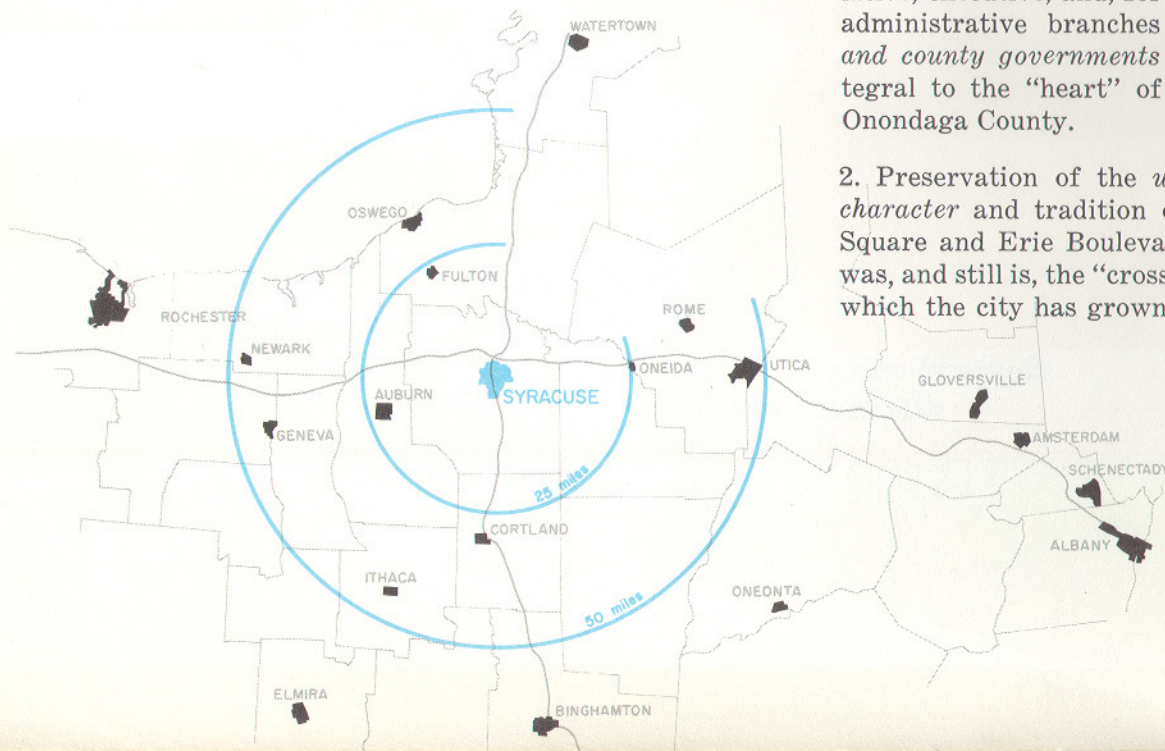 administrative branches
and county governments
tegral to the “heart” of
Onondaga County.
2. Preservation of the
character and tradition
Square and Erie
was, and still is, the
which the city has grown
WATERTOWN
OSWEGO
FULTON
ROCHESTER
ROME
NEWARK
ONEIDA
UTICA
SYRACUSE
AUBURN
GLOVERSVILLE
GENEVA
AMSTERDAM
SCHENECTADY
25 miles
CORTLAND
ALBANY
ITHACA
ONEONTA
50 miles
ELMIRA
BINGHAMTON